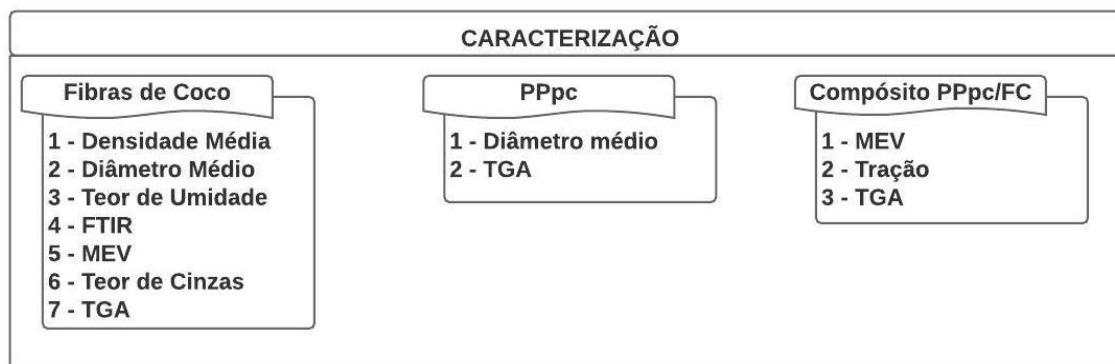 CARACTERIZAÇÃO
Fibras de Coco
1 - Densidade Média
2 - Diâmetro Médio
3 - Teor de Umidade
4 - FTIR
5 - MEV
6 - Teor de Cinzas
7 - TGA
PPpc
1 - Diâmetro médio
2 - TGA
Compósito PPpc/FC
1 - MEV
2 - Tração
3 - TGA